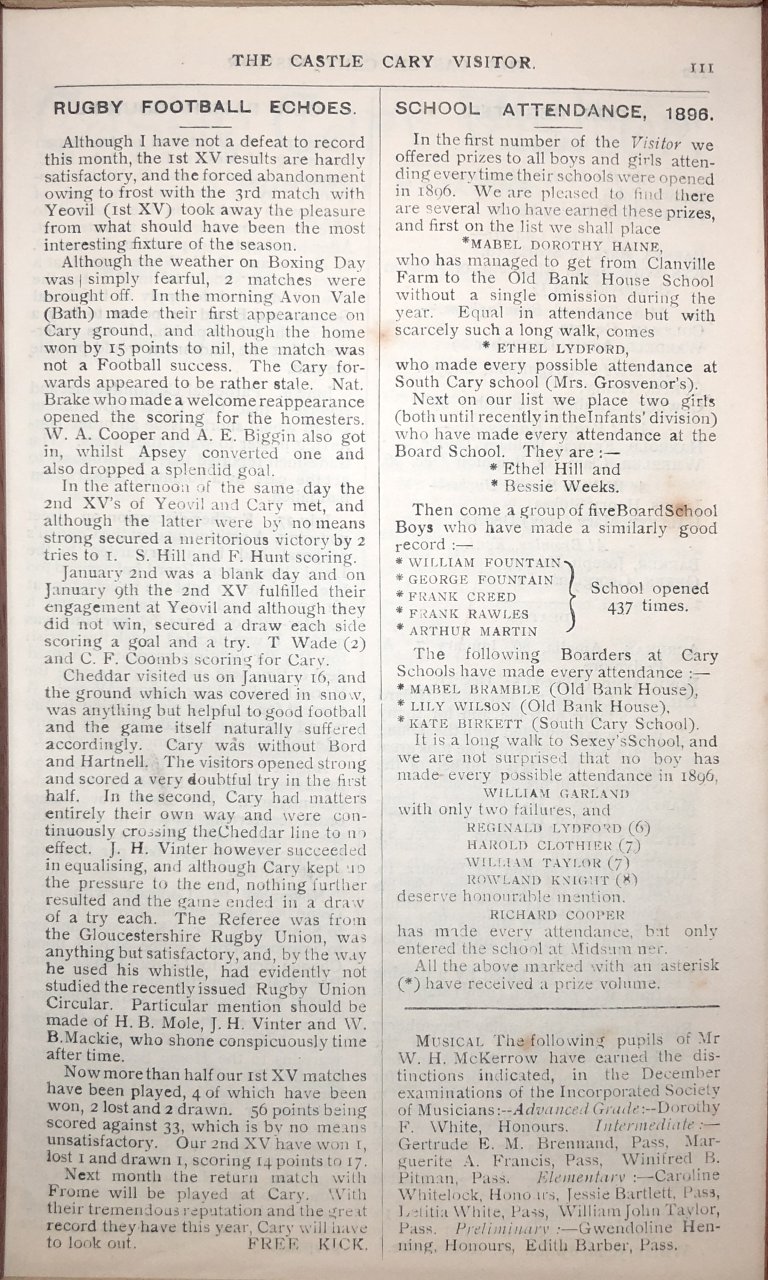 THE CASTLE CARY VISITOR.
111
RUGBY FOOTBALL ECHOES.
Although I have not a defeat to record
this month, the 1st XV results are hardly
satisfactory, and the forced abandonment
owing to frost with the 3rd match with
Yeovil (1st XV) took away the pleasure
from what should have been the most
interesting fixture of the season.
Although the weather on Boxing Day
was simply fearful, 2 matches were
brought off. In the morning Avon Vale
(Bath) made their first appearance on
Cary ground, and although the home
won by 15 points to nil, the match was
not a Football success. The Cary for-
wards appeared to be rather stale. Nat.
Brake who made a welcome reappearance
opened the scoring for the homesters.
W. A. Cooper and A. E. Biggin also got
in, whilst Apsey converted one and
also dropped a splendid goal.
In the afternoon of the same day the
2nd XV's of Yeovil and Cary met, and
although the latter were by no means
strong secured a meritorious victory by 2
tries to 1. S. Hill and F. Hunt scoring.
January 2nd was a blank day and on
January 9th the 2nd XV fulfilled their
engagement at Yeovil and although they
did not win, secured a draw each side
scoring a goal and a try. T Wade (2)
and C. F. Coombs scoring for Cary.
Cheddar visited us on January 16, and
the ground which was covered in snow,
was anything but helpful to good football
and the game itself naturally suffered
accordingly. Cary was without Bord
and Hartnell. The visitors opened strong
and scored a very doubtful try in the first
half. In the second, Cary had matters
entirely their own way and were con-
tinuously crossing theCheddar line to no
effect. J. H. Vinter however succeeded
in equalising, and although Cary kept up
the pressure to the end, nothing further
resulted and the game ended in a draw
of a try each. The Referee was from
the Gloucestershire Rugby Union, was
anything but satisfactory, and, by the way
he used his whistle, had evidently not
studied the recently issued Rugby Union
Circular. Particular mention should be
made of H. B. Mole, J. H. Vinter and W.
B.Mackie, who shone conspicuously time
after time.
Now more than half our 1st XV matches
have been played, 4 of which have been
won, 2 lost and 2 drawn. 56 points being
scored against 33, which is by no means
unsatisfactory. Our 2nd XV have won 1,
lost 1 and drawn 1, scoring 14 points to 17.
Next month the return match with
Frome will be played at Cary. With
their tremendous reputation and the great
record they have this year, Cary will have
to look out. FREE KICK.
SCHOOL ATTENDANCE, 1896.
In the first number of the Visitor we
offered prizes to all boys and girls atten-
ding every time their schools were opened
in 1896. We are pleased to find there
are several who have earned these prizes,
and first on the list we shall place
*MABEL DOROTHY HAINE,
who has managed to get from Clanville
Farm to the Old Bank House School
without a single omission during the
year. Equal in attendance but with
scarcely such a long walk, comes
* ETHEL LYDFORD,
who made every possible attendance at
South Cary school (Mrs. Grosvenor's).
Next on our list we place two girls
(both until recently in theInfants' division)
who have made every attendance at the
Board School. They are :—
* Ethel Hill and
* Bessie Weeks.
Then come a group of fiveBoardSchool
Boys who have made a similarly good
record :—
* WILLIAM FOUNTAIN
* GEORGE FOUNTAIN
* FRANK CREED
* FRANK RAWLES
* ARTHUR MARTIN
School opened
437 times.
The following Boarders at Cary
Schools have made every attendance :—
* MABEL BRAMBLE (Old Bank House),
* LILY WILSON (Old Bank House),
* KATE BIRKETT (South Cary School).
It is a long walk to Sexey'sSchool, and
we are not surprised that no boy has
made every possible attendance in 1896,
WILLIAM GARLAND
with only two failures, and
REGINALD LYDFORD (6)
HAROLD CLOTHIER (7)
WILLIAM TAYLOR (7)
ROWLAND KNIGHT (8)
deserve honourable mention.
RICHARD COOPER
has made every attendance, but only
entered the school at Midsummer.
All the above marked with an asterisk
(*) have received a prize volume.
MUSICAL The following pupils of Mr
W. H. McKerrow have earned the dis-
tinctions indicated, in the December
examinations of the Incorporated Society
of Musicians:--Advanced Grade:--Dorothy
F. White, Honours. Intermediate :—
Gertrude E. M. Brennand, Pass, Mar-
guerite A. Francis, Pass, Winifred B.
Pitman, Pass. Elementary :—Caroline
Whitelock, Honours, Jessie Bartlett, Pass,
Letitia White, Pass, William John Taylor,
Pass. Preliminary :—Gwendoline Hen-
ning, Honours, Edith Barber, Pass.